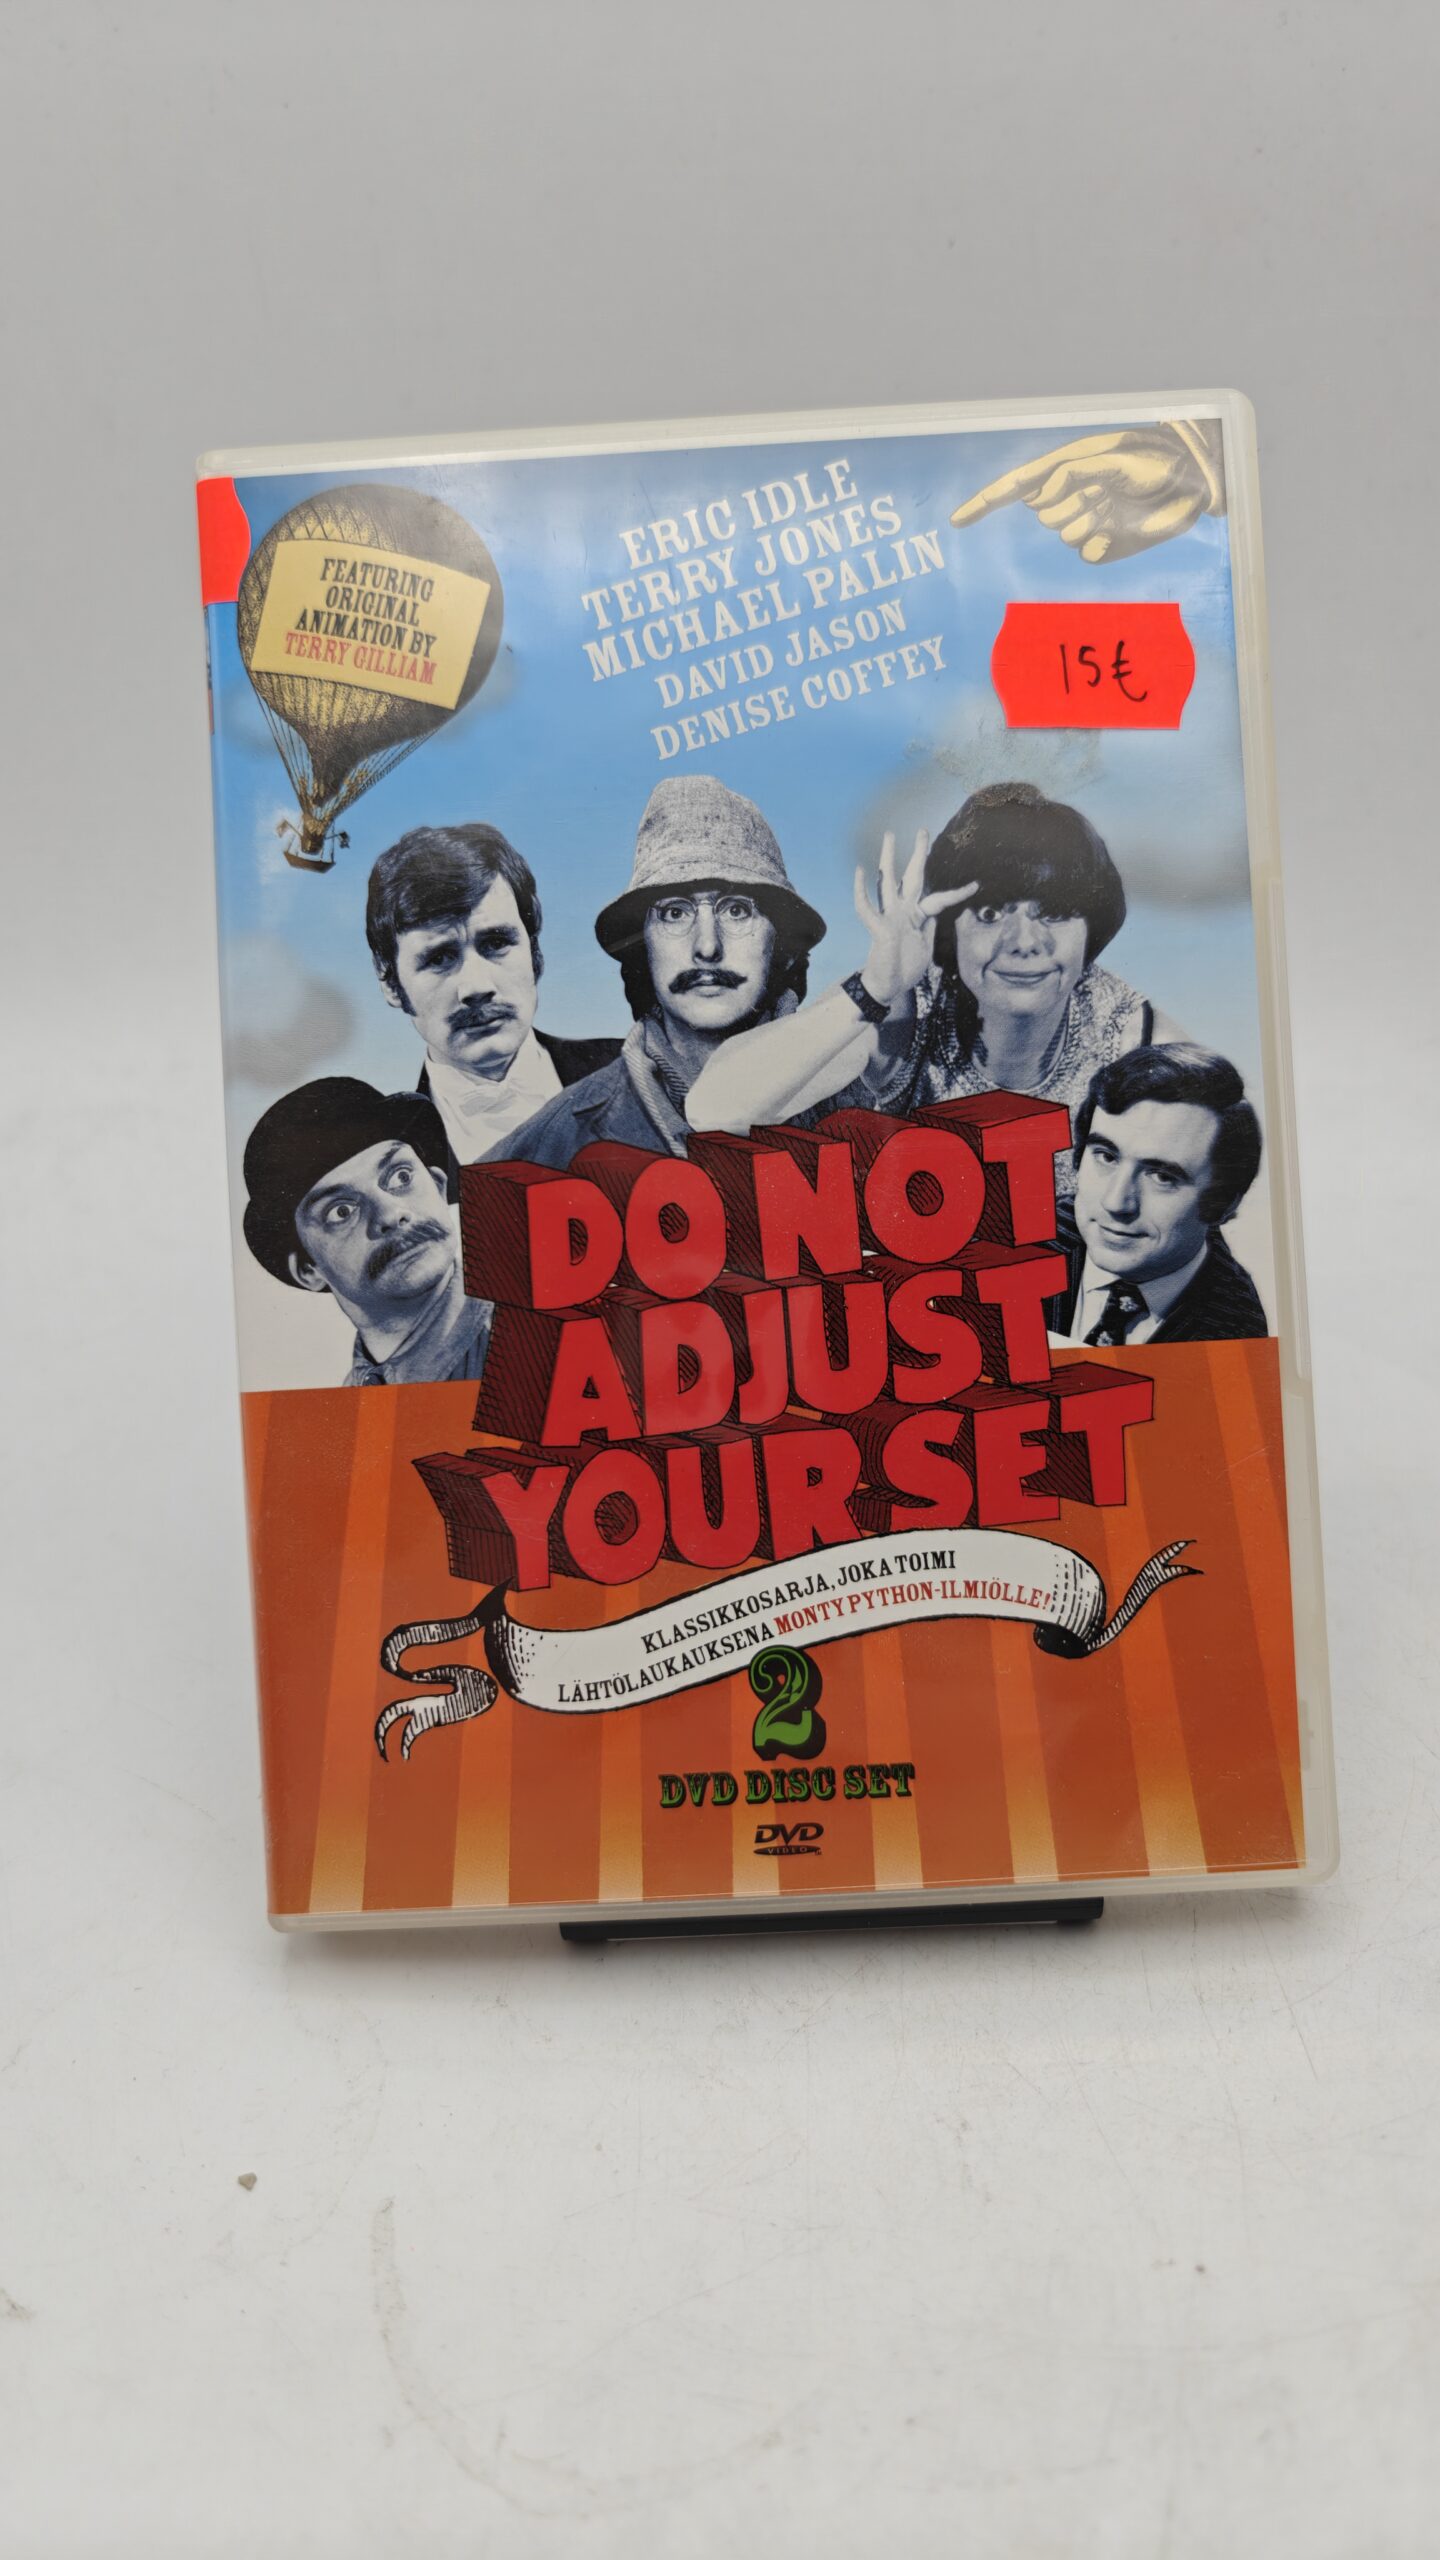 FEATURING
ORIGINAL
ANIMATION BY
TERRY GILLIAM
ERIC IDLE
TERRY JONES
MICHAEL PALIN
DAVID JASON
DENISE COFFEY
15€
DO NOT
ADJUST
YOUR SET
KLASSIKKOSARJA, JOKA TOIMI
LÄHTÖLAUKAUKSENA MONTY PYTHON-ILMIÖLLE!
2
DVD DISC SET
DVD
VIDEO